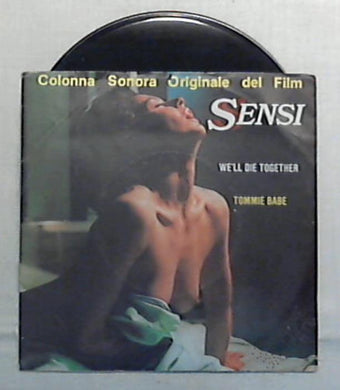 Colonna Sonora Originale del Film
SENSI
WE'LL DIE TOGETHER
TOMMIE BABE